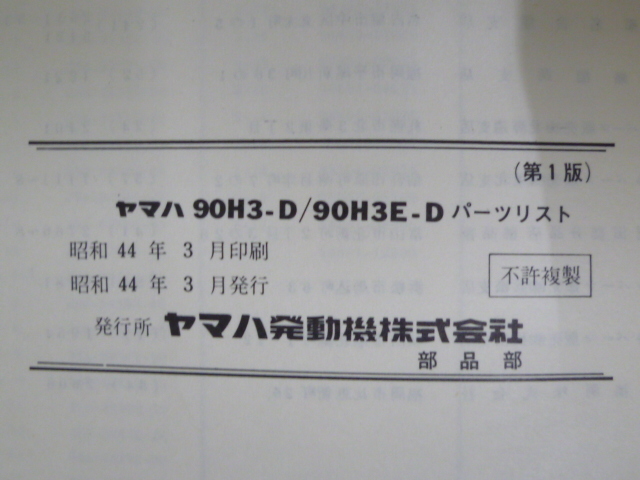 (第1版)
ヤマハ 90H3-D/90H3E-D パーツリスト
昭和 44 年 3 月印刷
昭和 44 年 3 月発行
不許複製
発行所 ヤマハ発動機株式会社
部品部